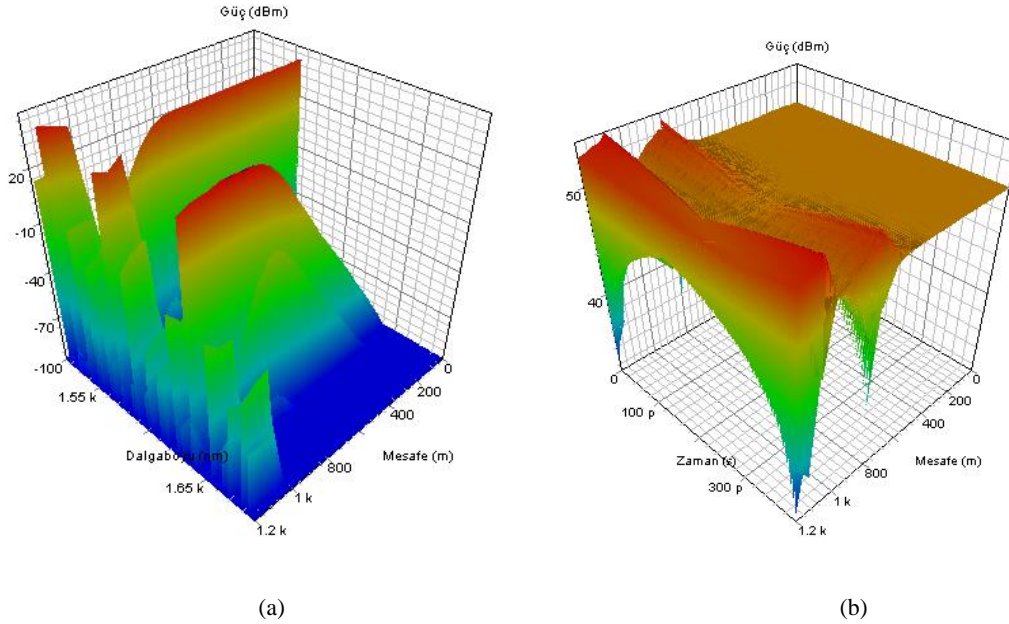 Güç (dBm)
20
-10
-40
-70
-100
1.55 k
Dalgaboyu (nm)
1.65 k
1.2 k
1 k
800
Mesafe (m)
400
200
0
(a)
Güç (dBm)
50
40
0
100 p
Zaman (s)
300 p
1.2 k
1 k
800
Mesafe (m)
400
200
0
(b)